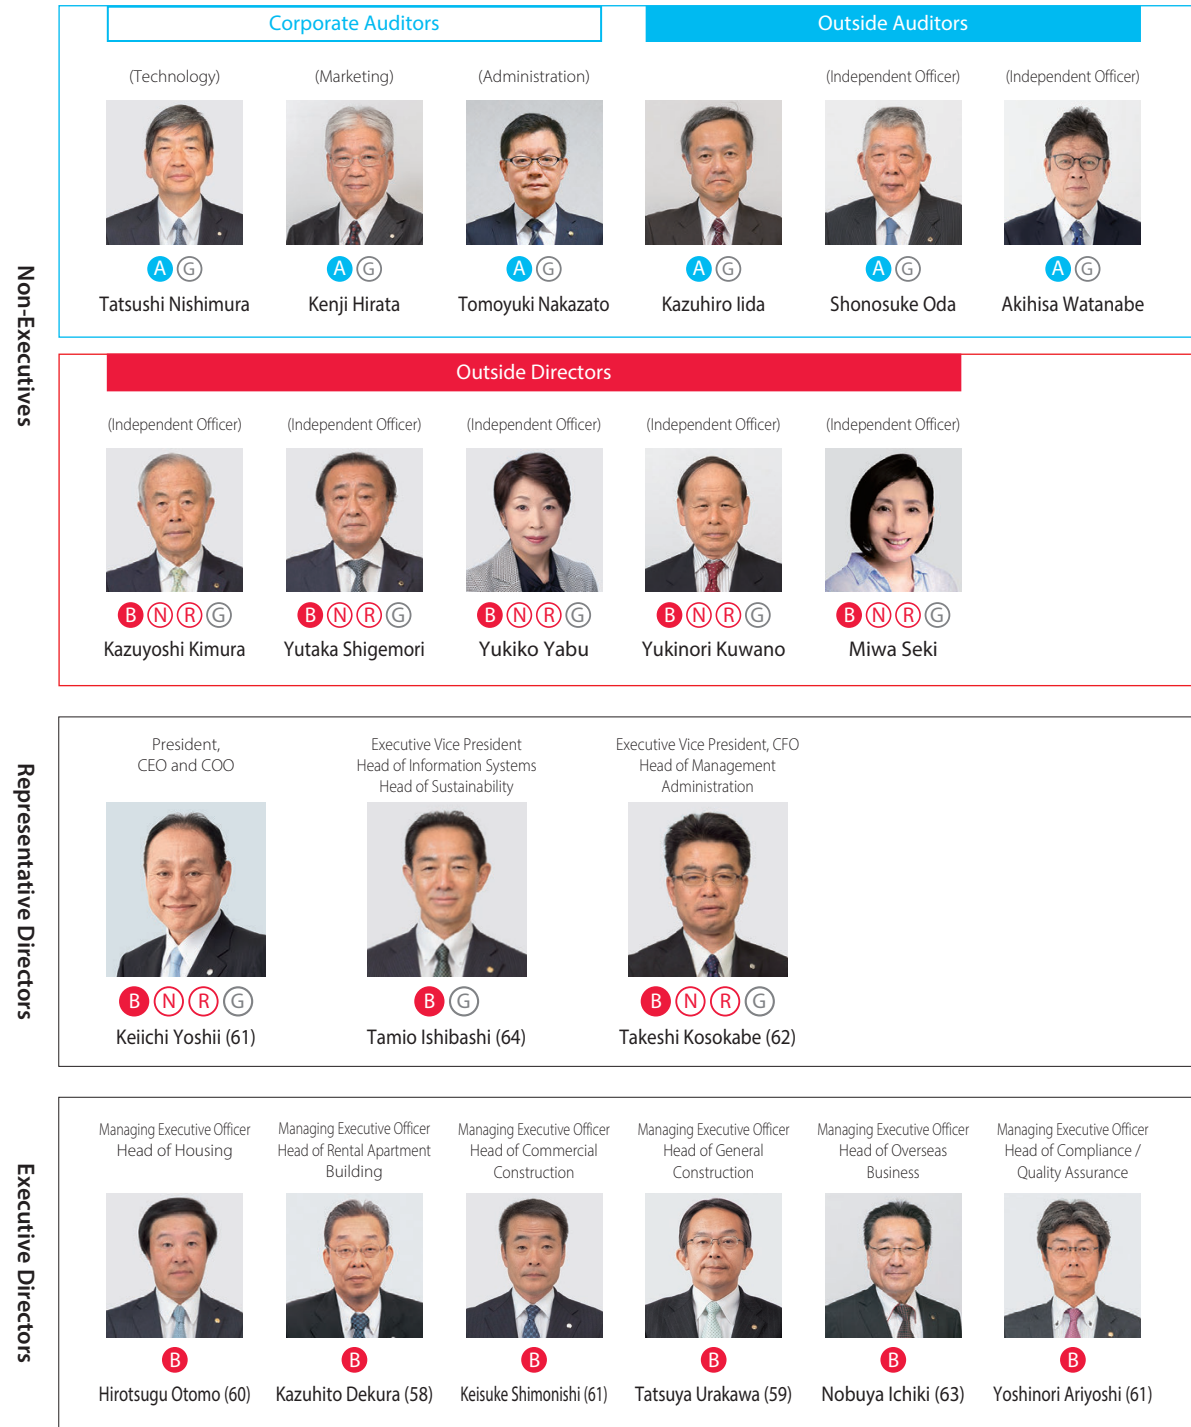 Corporate Auditors
Outside Auditors
(Technology)
(Marketing)
(Administration)
(Independent Officer)
(Independent Officer)
A G
A G
A G
A G
A G
A G
Tatsushi Nishimura
Kenji Hirata
Tomoyuki Nakazato
Kazuhiro Iida
Shonosuke Oda
Akihisa Watanabe
Non-Executives
Outside Directors
(Independent Officer)
(Independent Officer)
(Independent Officer)
(Independent Officer)
(Independent Officer)
B N R G
B N R G
B N R G
B N R G
B N R G
Kazuyoshi Kimura
Yutaka Shigemori
Yukiko Yabu
Yukinori Kuwano
Miwa Seki
Representative Directors
President,
CEO and COO
Executive Vice President
Head of Information Systems
Head of Sustainability
Executive Vice President, CFO
Head of Management
Administration
B N R G
B G
B N R G
Keiichi Yoshii (61)
Tamio Ishibashi (64)
Takeshi Kosokabe (62)
Executive Directors
Managing Executive Officer
Head of Housing
Managing Executive Officer
Head of Rental Apartment
Building
Managing Executive Officer
Head of Commercial
Construction
Managing Executive Officer
Head of General
Construction
Managing Executive Officer
Head of Overseas
Business
Managing Executive Officer
Head of Compliance /
Quality Assurance
B
B
B
B
B
B
Hirotsugu Otomo (60)
Kazuhito Dekura (58)
Keisuke Shimonishi (61)
Tatsuya Urakawa (59)
Nobuya Ichiki (63)
Yoshinori Ariyoshi (61)